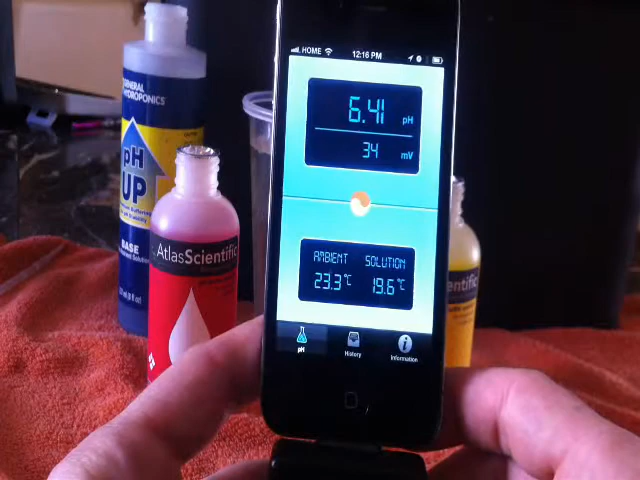 HOME 12:16 PM
6.41 pH
34 mV
AMBIENT SOLUTION
23.3°C 19.6°C
pH History Information
GENERAL
HYDROPONICS
pH
UP
BASE
AtlasScientific
entific